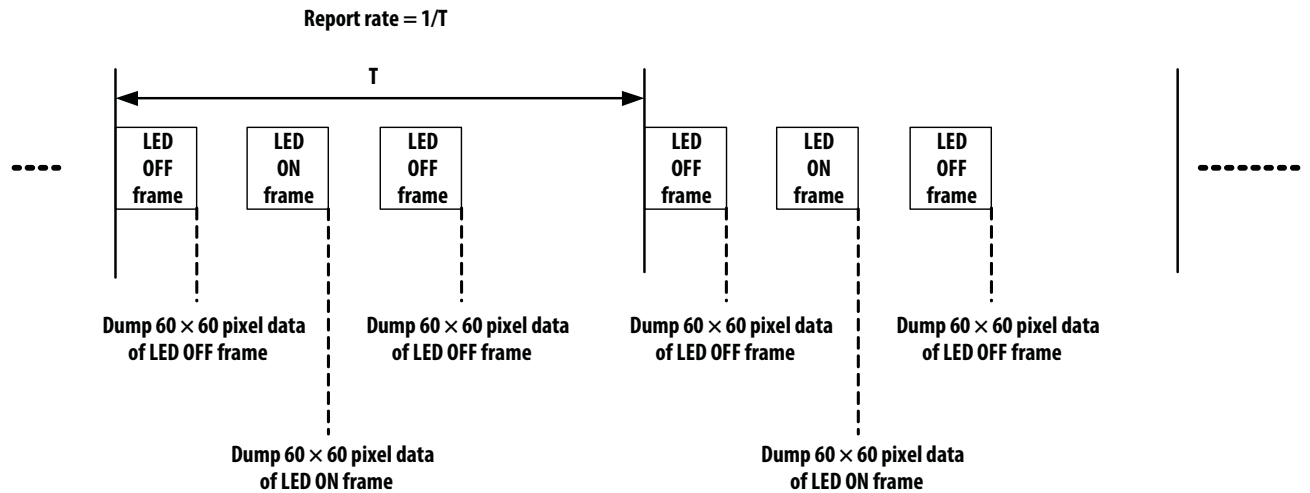 Report rate = 1/T
T
LED
OFF
frame
LED
ON
frame
LED
OFF
frame
LED
OFF
frame
LED
ON
frame
LED
OFF
frame
Dump 60 × 60 pixel data
of LED OFF frame
Dump 60 × 60 pixel data
of LED OFF frame
Dump 60 × 60 pixel data
of LED OFF frame
Dump 60 × 60 pixel data
of LED OFF frame
Dump 60 × 60 pixel data
of LED ON frame
Dump 60 × 60 pixel data
of LED ON frame